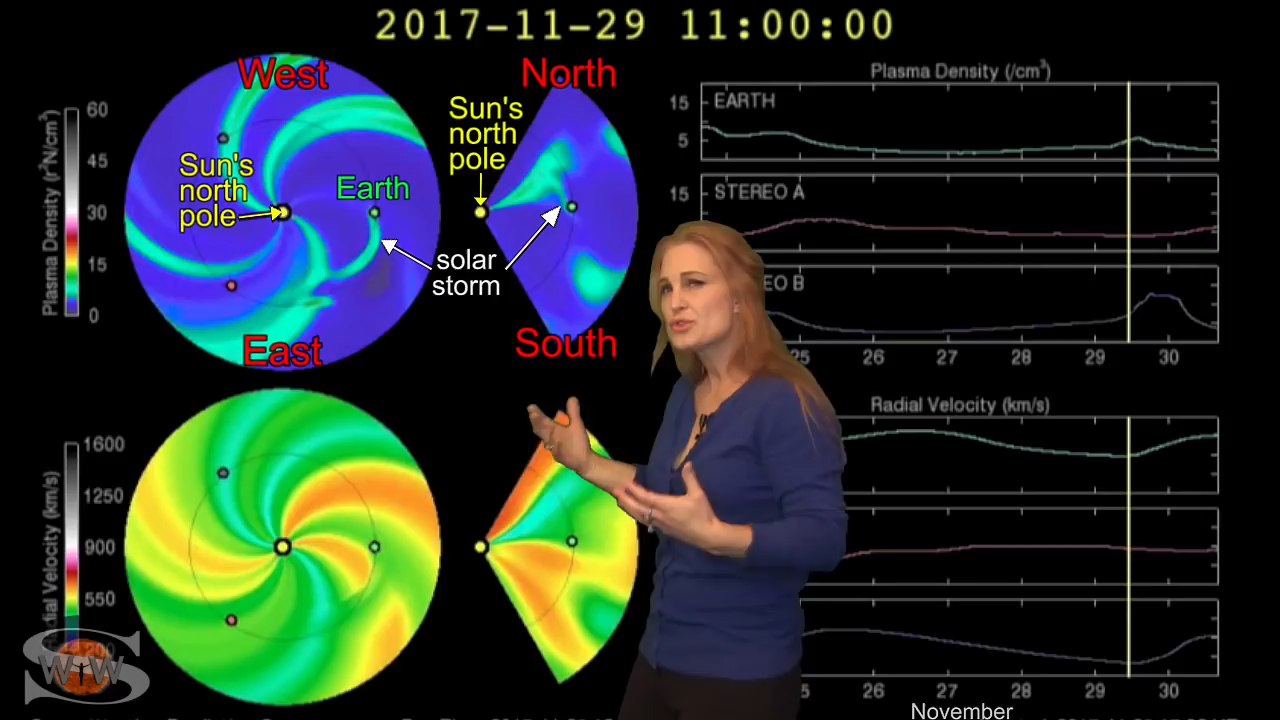 2017-11-29 11:00:00
West
North
Plasma Density (/cm³)
Sun's
north
pole
Sun's
north
pole
Earth
solar
storm
East
South
Plasma Density (r²N/cm³)
60
45
30
15
0
15
5
EARTH
15
STEREO A
EO B
25 26 27 28 29 30
Radial Velocity (km/s)
dial Velocity (km/s)
1600
1250
900
550
200
26 27 28 29 30
November
SWTW